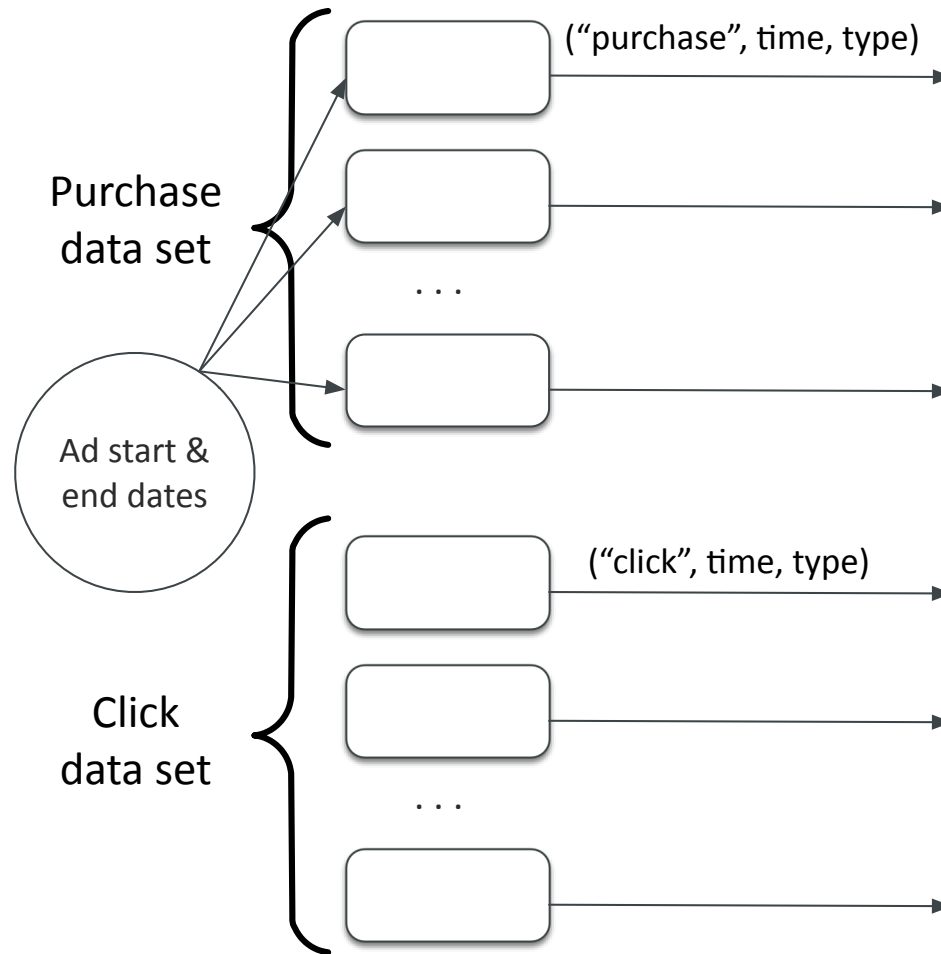 (“purchase”, time, type)
Purchase
data set
. . .
Ad start &
end dates
(“click”, time, type)
Click
data set
. . .